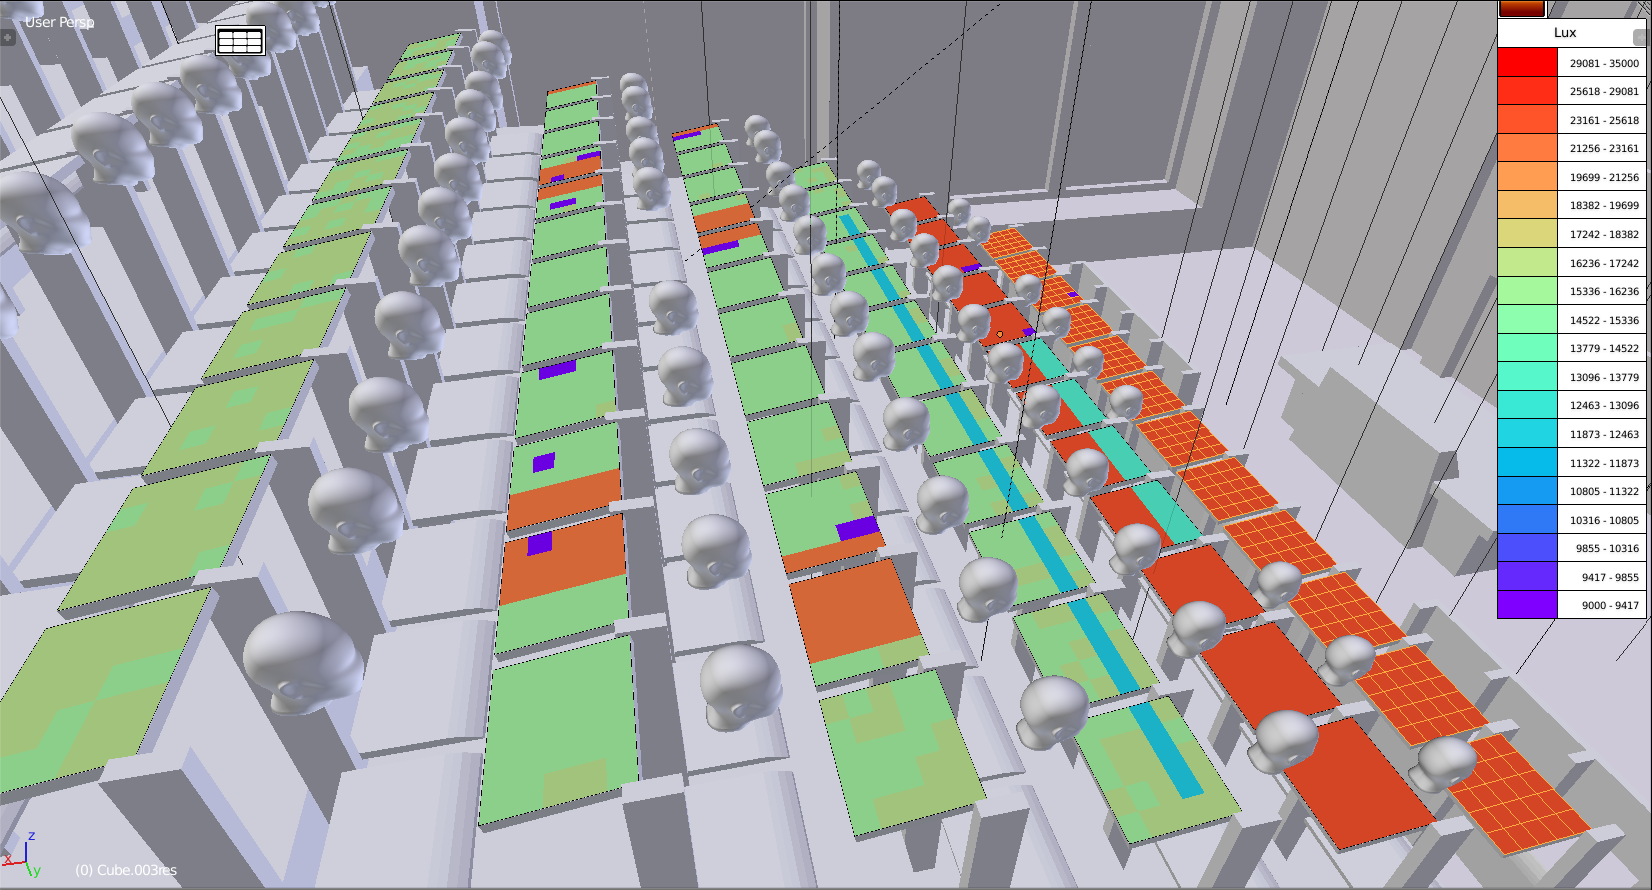 User Persp
Lux
29081 - 35000
25618 - 29081
23161 - 25618
21256 - 23161
19699 - 21256
18382 - 19699
17242 - 18382
16236 - 17242
15336 - 16236
14522 - 15336
13779 - 14522
13096 - 13779
12463 - 13096
11873 - 12463
11322 - 11873
10805 - 11322
10316 - 10805
9855 - 10316
9417 - 9855
9000 - 9417
z
x
y
(0) Cube.003res